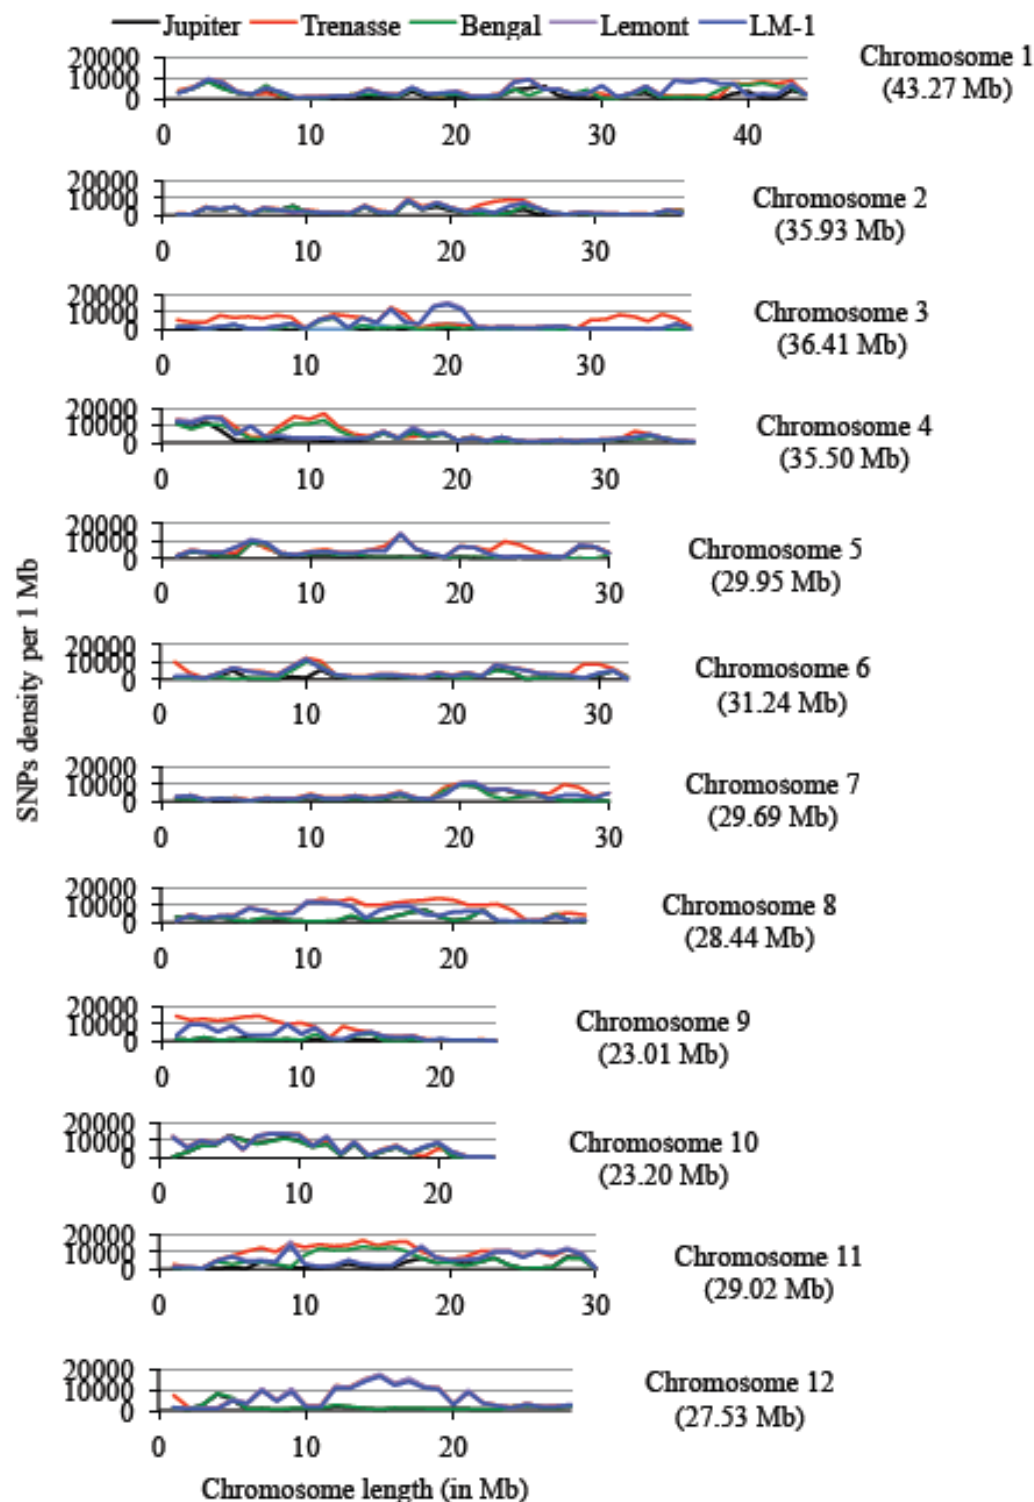 Jupiter Trenasse Bengal Lemont LM-1
SNPs density per 1 Mb
20000
10000
0
0 10 20 30 40
Chromosome 1
(43.27 Mb)
20000
10000
0
0 10 20 30
Chromosome 2
(35.93 Mb)
20000
10000
0
0 10 20 30
Chromosome 3
(36.41 Mb)
20000
10000
0
0 10 20 30
Chromosome 4
(35.50 Mb)
20000
10000
0
0 10 20 30
Chromosome 5
(29.95 Mb)
20000
10000
0
0 10 20 30
Chromosome 6
(31.24 Mb)
20000
10000
0
0 10 20 30
Chromosome 7
(29.69 Mb)
20000
10000
0
0 10 20
Chromosome 8
(28.44 Mb)
20000
10000
0
0 10 20
Chromosome 9
(23.01 Mb)
20000
10000
0
0 10 20
Chromosome 10
(23.20 Mb)
20000
10000
0
0 10 20 30
Chromosome 11
(29.02 Mb)
20000
10000
0
0 10 20
Chromosome 12
(27.53 Mb)
Chromosome length (in Mb)